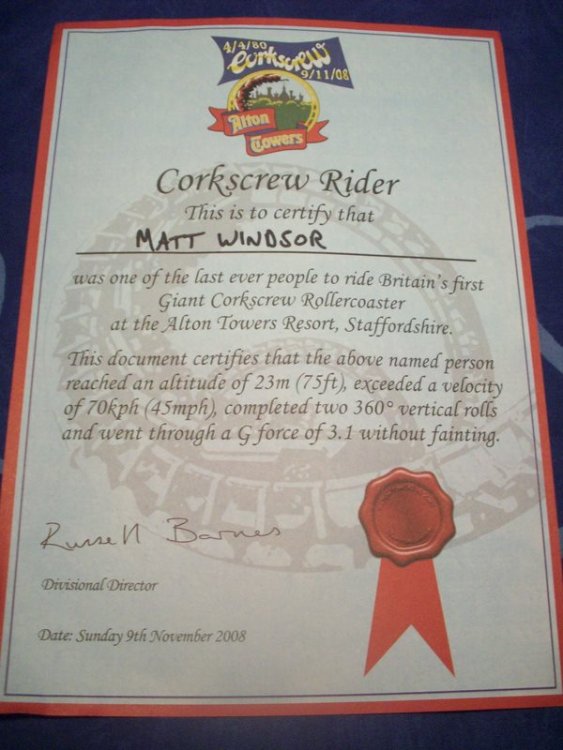 4/4/80
Corkscrew
9/11/08
Alton
Towers
Corkscrew Rider
This is to certify that
MATT WINDSOR
was one of the last ever people to ride Britain's first
Giant Corkscrew Rollercoaster
at the Alton Towers Resort, Staffordshire.
This document certifies that the above named person
reached an altitude of 23m (75ft), exceeded a velocity
of 70kph (45mph), completed two 360° vertical rolls
and went through a G force of 3.1 without fainting.
Russell Barnes
Divisional Director
Date: Sunday 9th November 2008